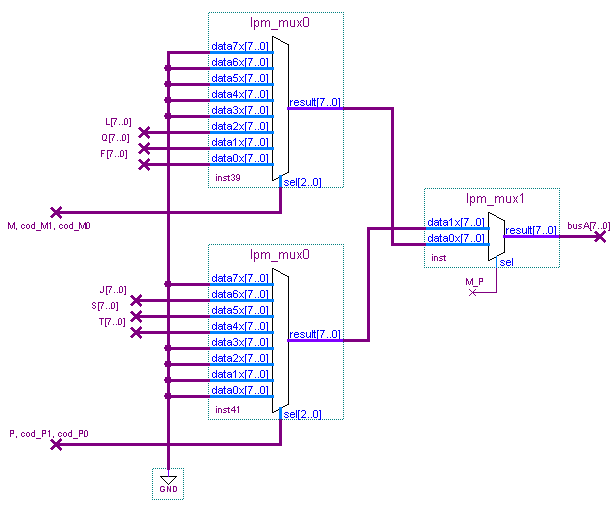 lpm_mux0
data7x[7..0]
data6x[7..0]
data5x[7..0]
data4x[7..0]
data3x[7..0]
data2x[7..0]
data1x[7..0]
data0x[7..0]
result[7..0]
L[7..0]
Q[7..0]
F[7..0]
inst39
sel[2..0]
M, cod_M1, cod_M0
lpm_mux1
data1x[7..0]
data0x[7..0]
result[7..0]
busA[7..0]
inst
sel
M_P
lpm_mux0
data7x[7..0]
data6x[7..0]
data5x[7..0]
data4x[7..0]
data3x[7..0]
data2x[7..0]
data1x[7..0]
data0x[7..0]
result[7..0]
J[7..0]
S[7..0]
T[7..0]
inst41
sel[2..0]
P, cod_P1, cod_P0
GND